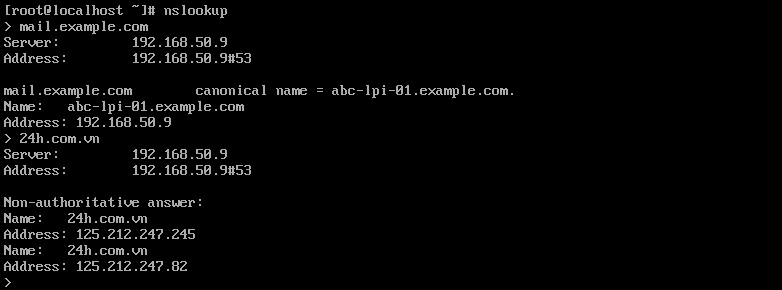 [root@localhost ~]# nslookup
> mail.example.com
Server:         192.168.50.9
Address:        192.168.50.9#53

mail.example.com        canonical name = abc-lpi-01.example.com.
Name:   abc-lpi-01.example.com
Address: 192.168.50.9
> 24h.com.vn
Server:         192.168.50.9
Address:        192.168.50.9#53

Non-authoritative answer:
Name:   24h.com.vn
Address: 125.212.247.245
Name:   24h.com.vn
Address: 125.212.247.82
>